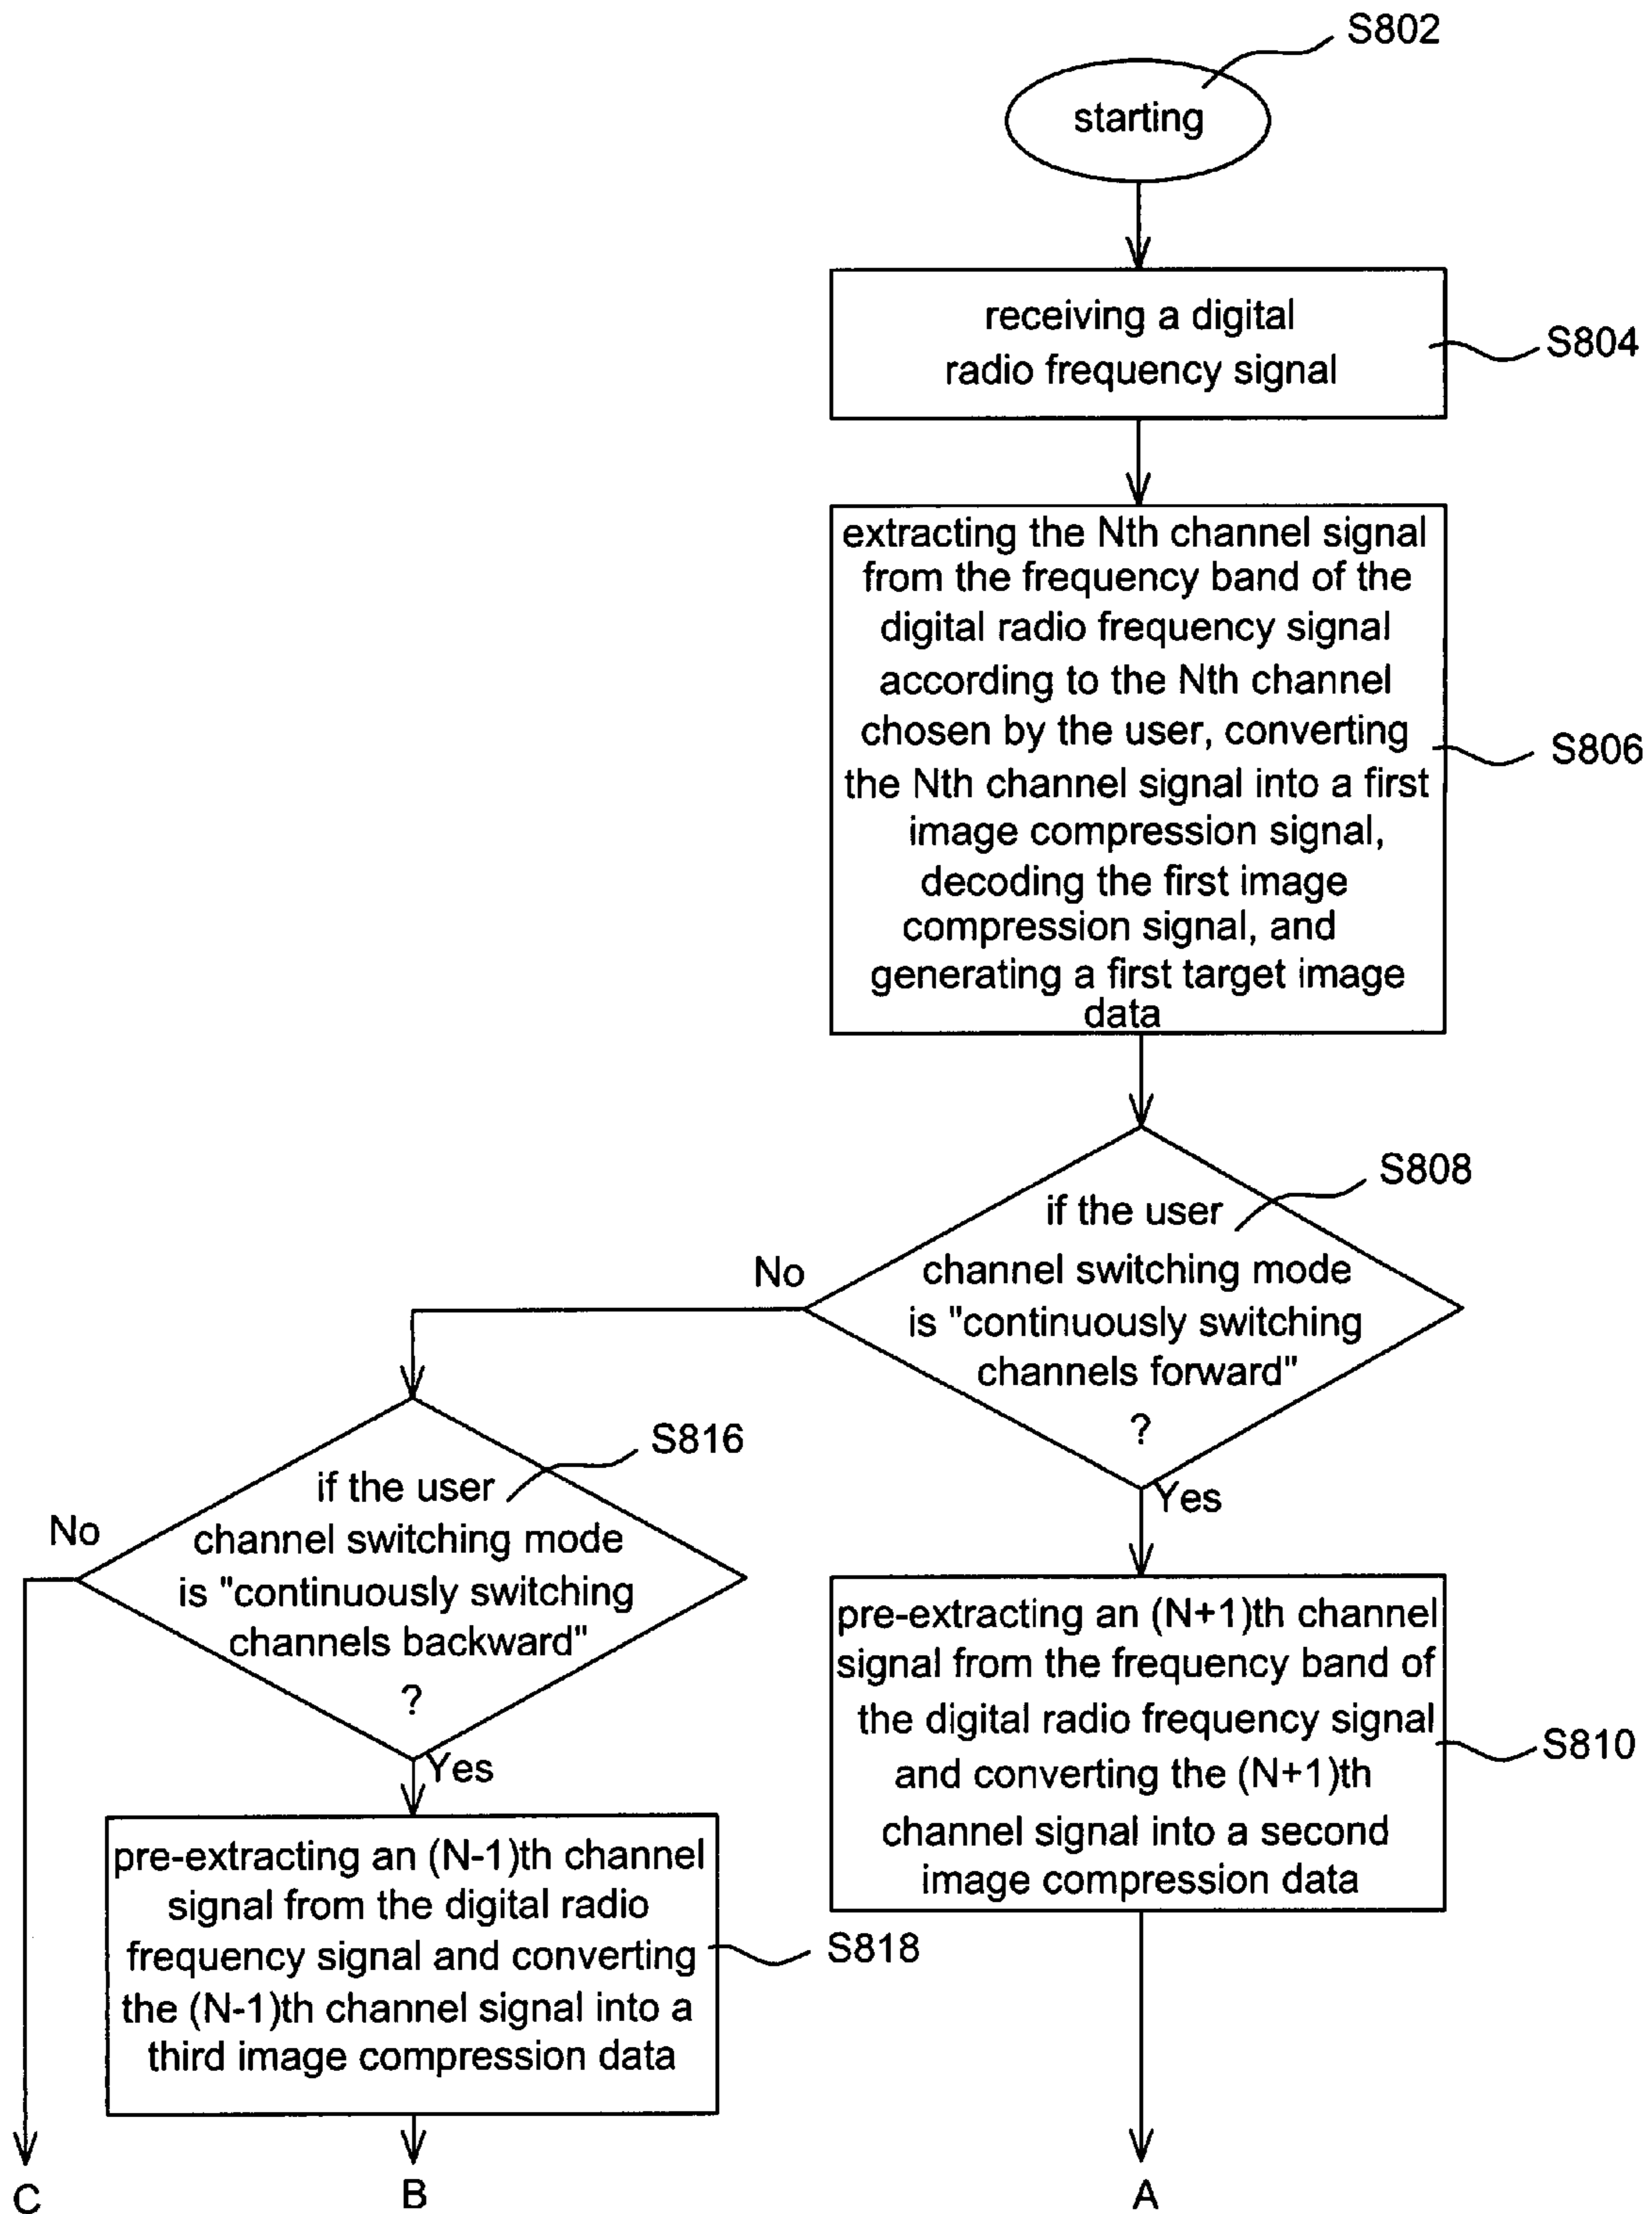 S802
starting
receiving a digital
radio frequency signal
S804
extracting the Nth channel signal
from the frequency band of the
digital radio frequency signal
according to the Nth channel
chosen by the user, converting
the Nth channel signal into a first
image compression signal,
decoding the first image
compression signal, and
generating a first target image
data
S806
S808
if the user
channel switching mode
is "continuously switching
channels forward"
?
No
Yes
S816
if the user
channel switching mode
is "continuously switching
channels backward"
?
No
Yes
pre-extracting an (N+1)th channel
signal from the frequency band of
the digital radio frequency signal
and converting the (N+1)th
channel signal into a second
image compression data
S810
pre-extracting an (N-1)th channel
signal from the digital radio
frequency signal and converting
the (N-1)th channel signal into a
third image compression data
S818
C
B
A